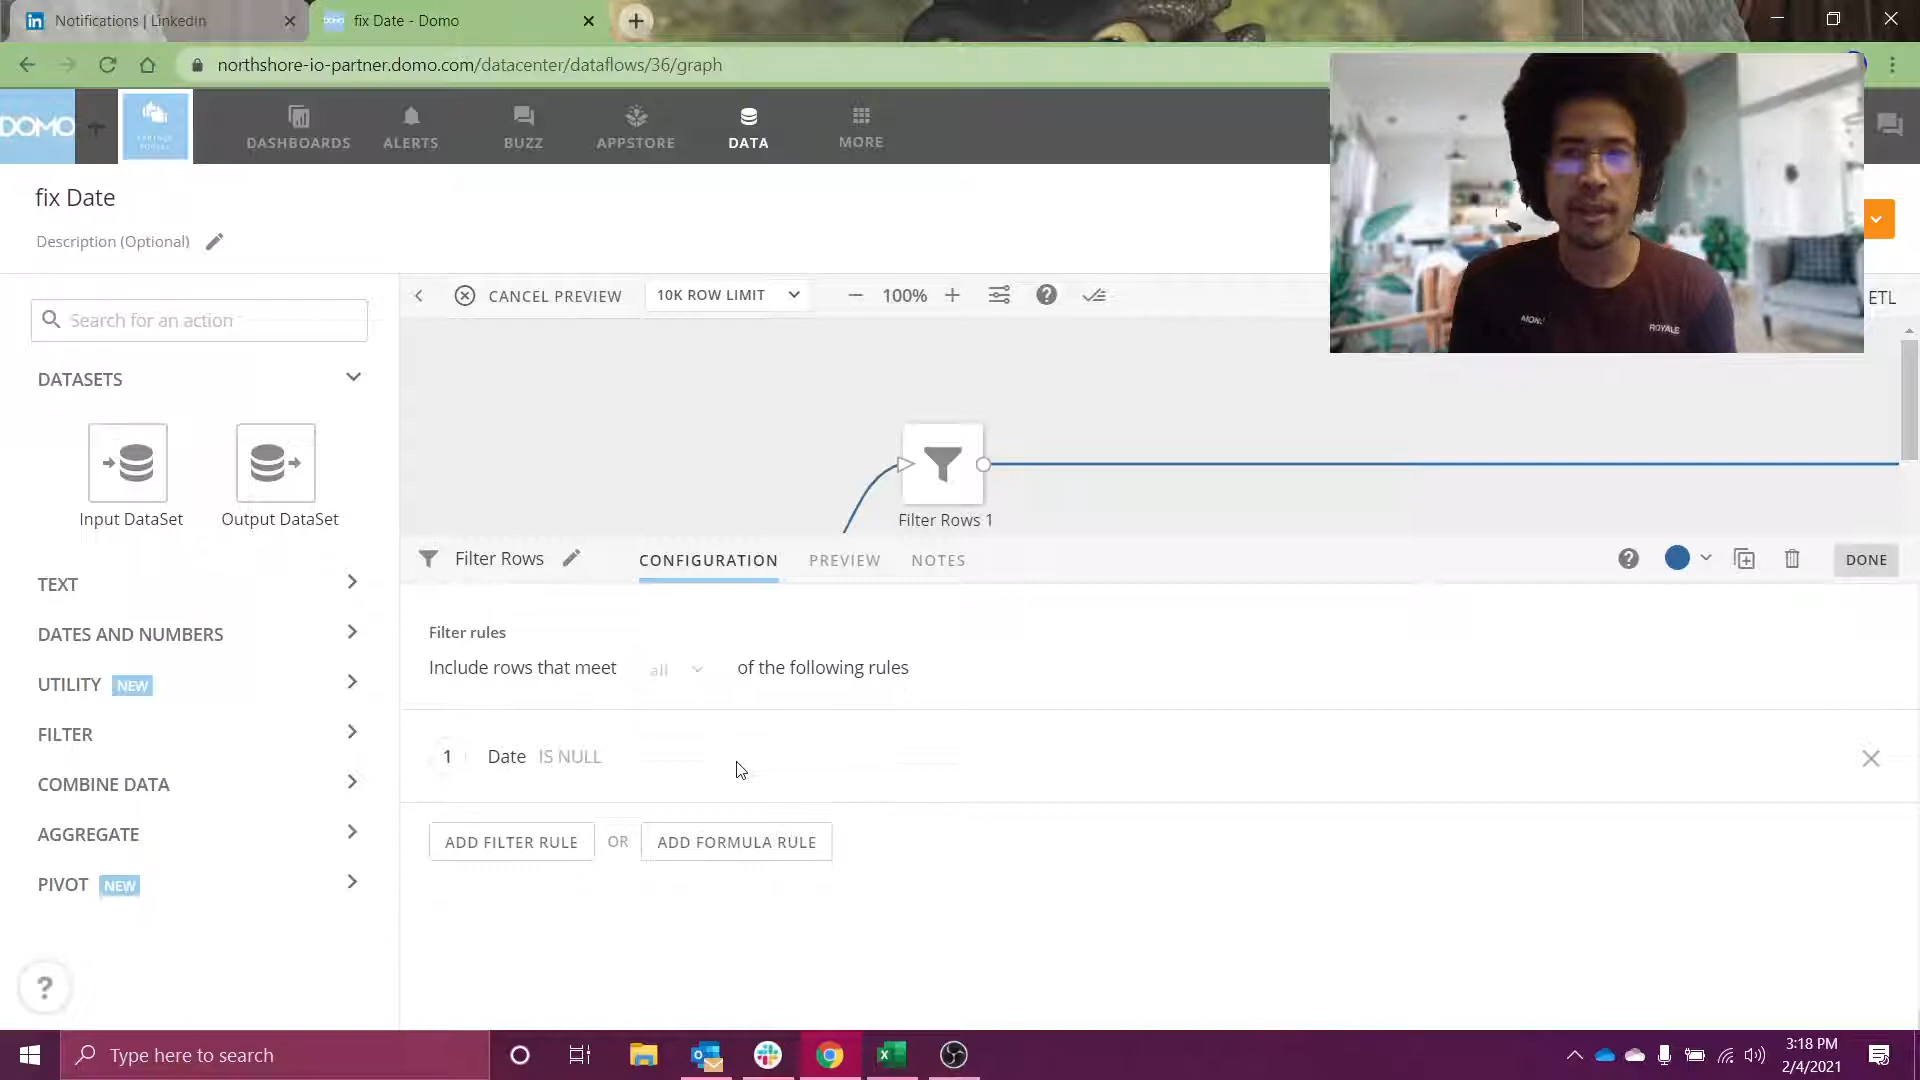 Notifications | LinkedIn
fix Date - Domo
northshore-io-partner.domo.com/datacenter/dataflows/36/graph
DOMO
PARTNER PORTAL
DASHBOARDS
ALERTS
BUZZ
APPSTORE
DATA
MORE
fix Date
Description (Optional)
CANCEL PREVIEW
10K ROW LIMIT
100%
ETL
Search for an action
DATASETS
Input DataSet
Output DataSet
TEXT
DATES AND NUMBERS
UTILITY NEW
FILTER
COMBINE DATA
AGGREGATE
PIVOT NEW
Filter Rows 1
Filter Rows
CONFIGURATION
PREVIEW
NOTES
DONE
Filter rules
Include rows that meet all of the following rules
1 Date IS NULL
ADD FILTER RULE OR ADD FORMULA RULE
ROYALE
Type here to search
3:18 PM
2/4/2021